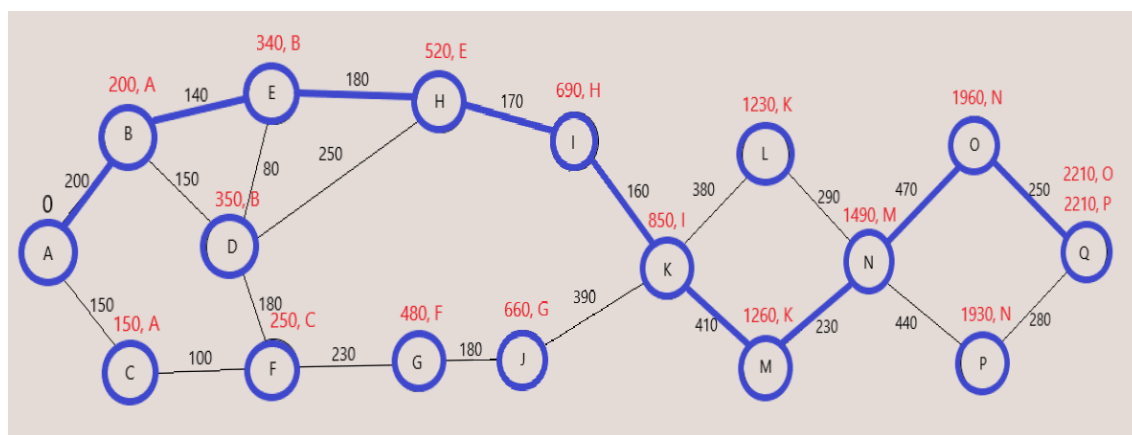 340, B
520, E
200, A
140
E
180
H
170
690, H
1230, K
1960, N
B
I
L
O
200
150
80
250
160
380
290
470
250
2210, O
2210, P
0
350, B
850, I
1490, M
A
D
K
N
Q
150
150, A
180
250, C
480, F
660, G
390
410
1260, K
230
440
1930, N
280
C
100
F
230
G
180
J
M
P